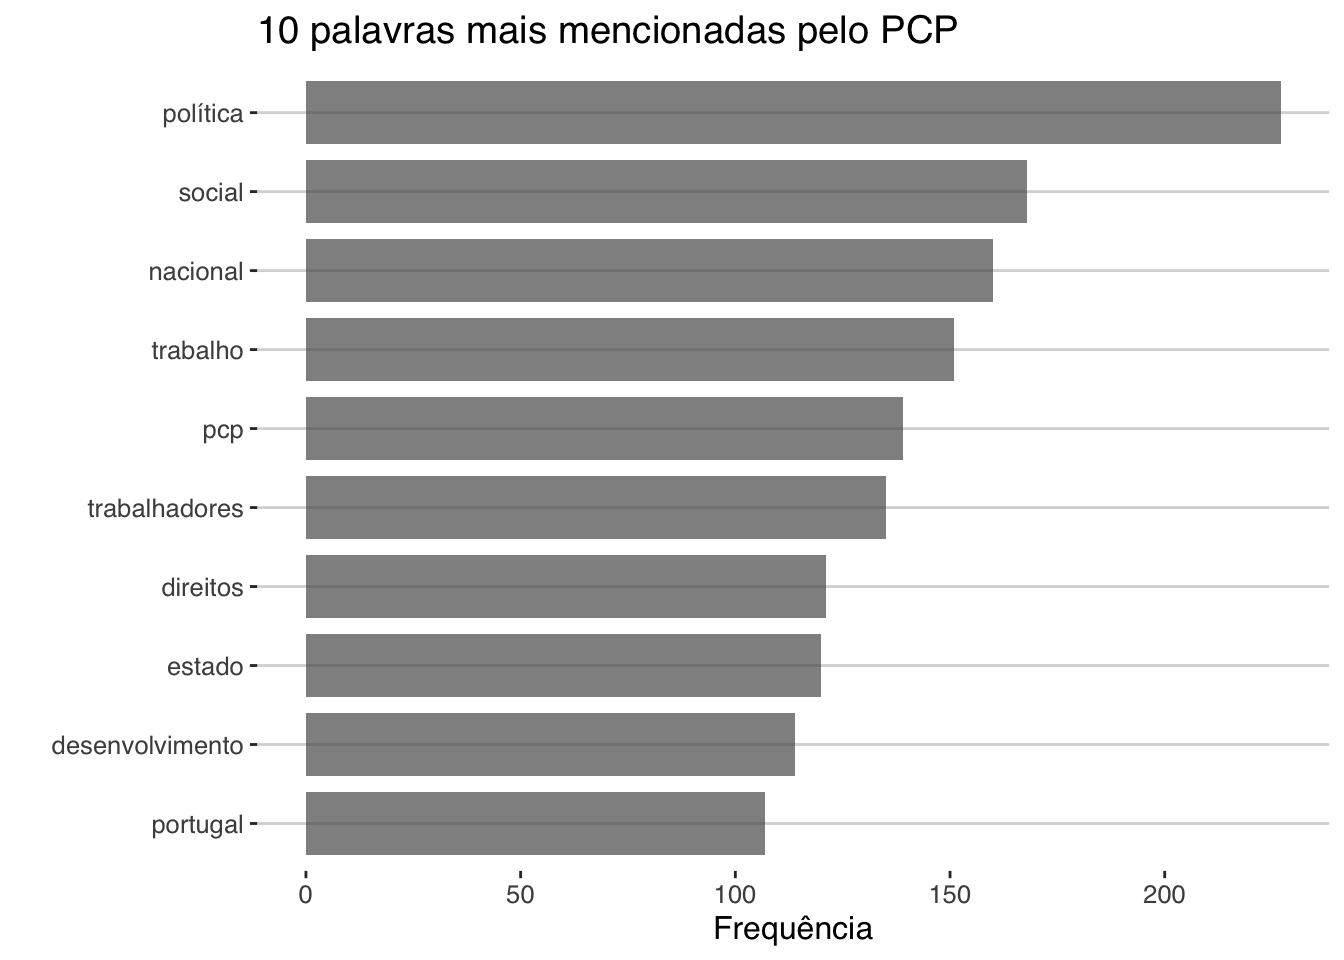 10 palavras mais mencionadas pelo PCP
política
social
nacional
trabalho
pcp
trabalhadores
direitos
estado
desenvolvimento
portugal
0 50 100 150 200
Frequência